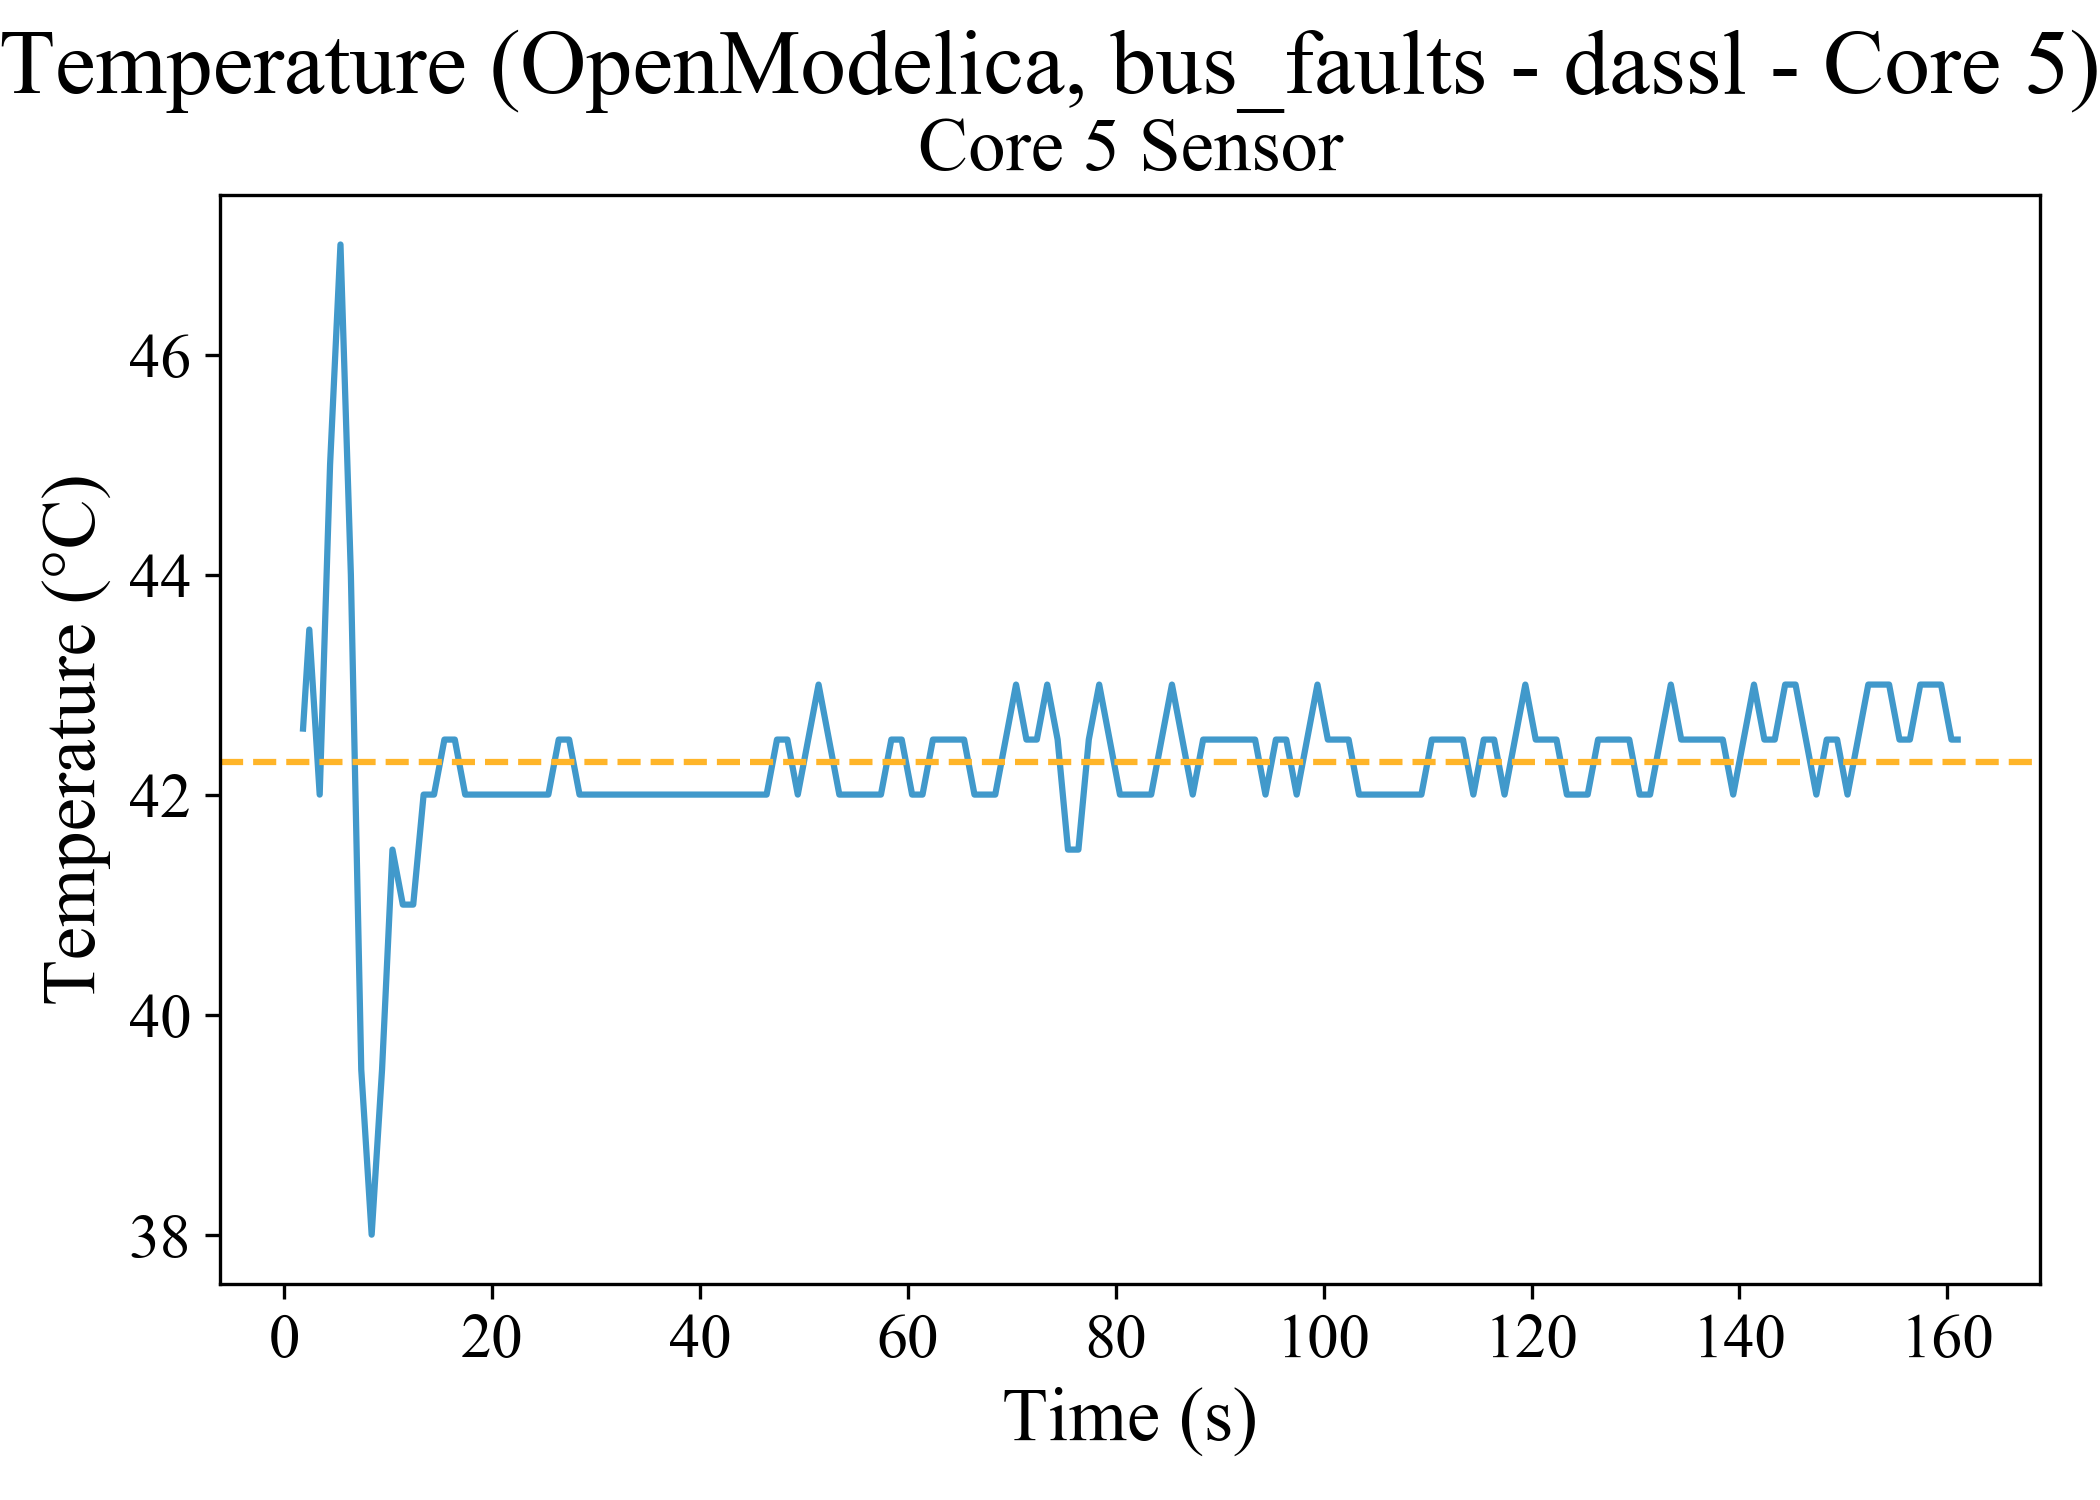 Temperature (OpenModelica, bus_faults - dassl - Core 5)
Core 5 Sensor
Temperature (°C)
46
44
42
40
38
0 20 40 60 80 100 120 140 160
Time (s)